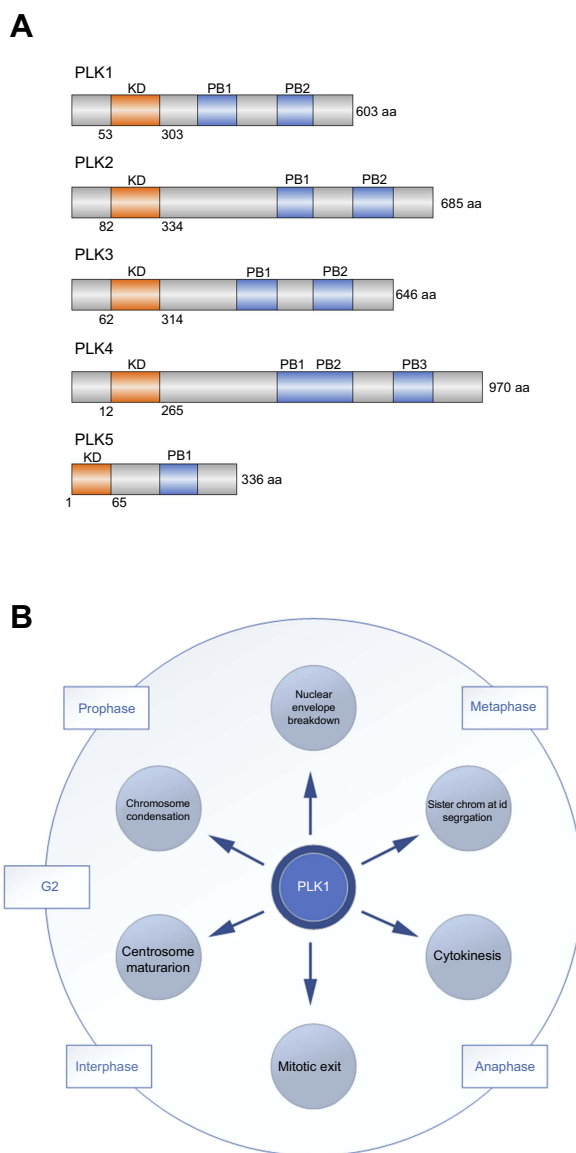 A
PLK1
KD PB1 PB2
603 aa
53 303
PLK2
KD PB1 PB2
685 aa
82 334
PLK3
KD PB1 PB2
646 aa
62 314
PLK4
KD PB1 PB2 PB3
970 aa
12 265
PLK5
KD PB1
336 aa
1 65
B
Nuclear
envelope
breakdown
Prophase
Metaphase
Chromosome
condensation
Sister chrom at id
segrgation
G2
PLK1
Centrosome
maturarion
Cytokinesis
Interphase
Mitotic exit
Anaphase